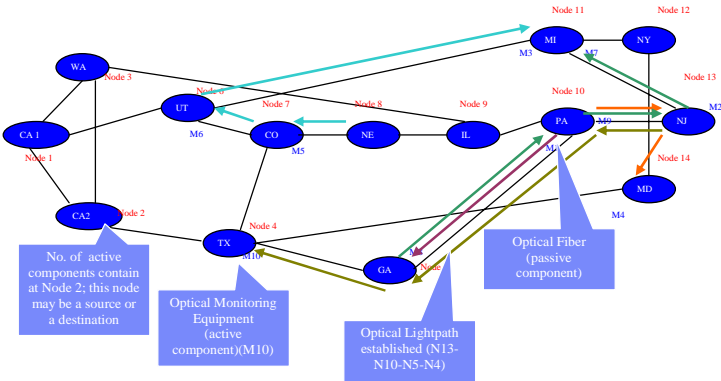 Node 11
Node 12
MI
NY
M3
M7
WA
Node 3
Node 13
Node 6
UT
Node 7
Node 8
Node 9
Node 10
M2
CA 1
M6
CO
M5
NE
IL
PA
M9
NJ
Node 1
Node 14
MD
CA2
Node 2
Node 4
TX
M10
M4
GA
Node
No. of active
components contain
at Node 2; this node
may be a source or
a destination
Optical Monitoring
Equipment
(active
component)(M10)
Optical Fiber
(passive
component)
Optical Lightpath
established (N13-
N10-N5-N4)